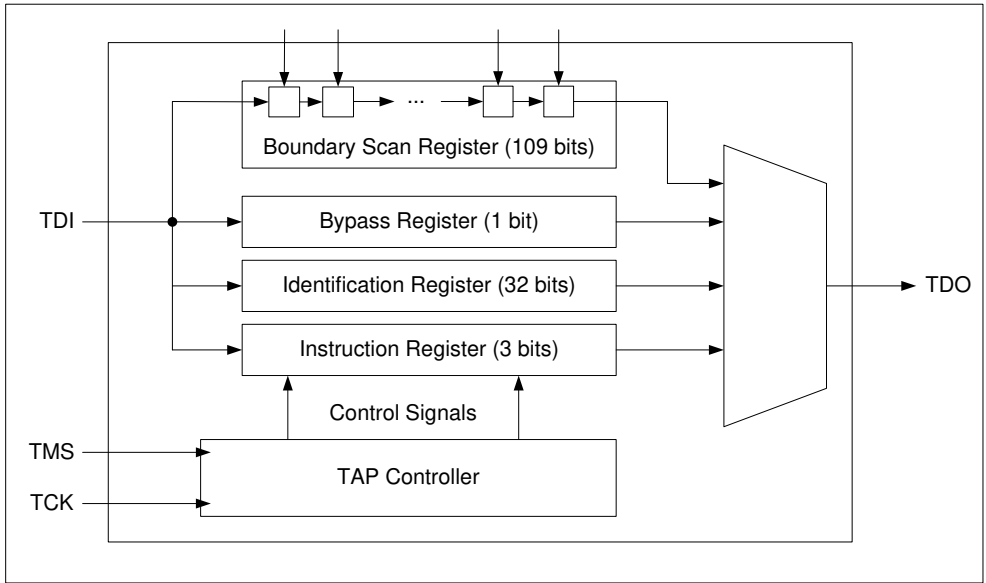 ...
Boundary Scan Register (109 bits)
TDI
Bypass Register (1 bit)
Identification Register (32 bits)
TDO
Instruction Register (3 bits)
Control Signals
TMS
TAP Controller
TCK